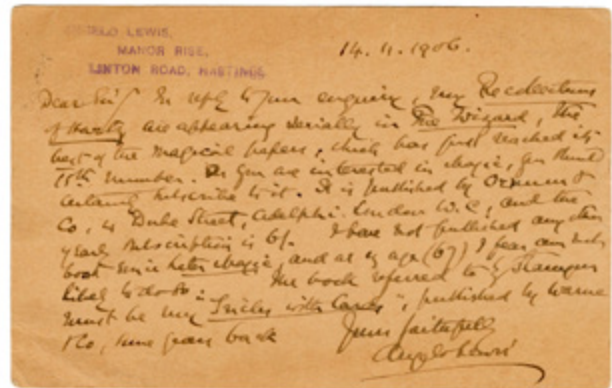 LEWIS,
MANOR RISE,
LINTON ROAD, HASTINGS
14. 11. 1906.
Dear Sir In reply to your enquiry, my Recollections
of Hartz are appearing serially in The Wizard, the
best of the magical papers, which has just reached its
15th number. If you are interested in magic, you should
certainly subscribe to it. It is published by &
Co, Duke Street, Adelphi. London W.C, and the
yearly subscription is 6/. I have not published any other
book since Later Magic, and at my age (67) I fear am not
likely to do so. The book referred to by
must be my "Tricks with Cards", published by Warne
& Co, some years back
Yours faithfully
Angelo Lewis